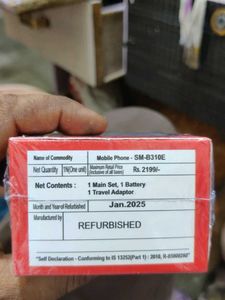 Name of Commodity Mobile Phone - SM-B310E
Net Quantity 1N(One unit) Maximum Retail Price (Inclusive of all taxes) Rs. 2199/-
Net Contents : 1 Main Set, 1 Battery
1 Travel Adaptor
Month and Year of Refurbished Jan.2025
Manufactured by
REFURBISHED
"Self Declaration - Conforming to IS 13252(Part 1) : 2010, R-